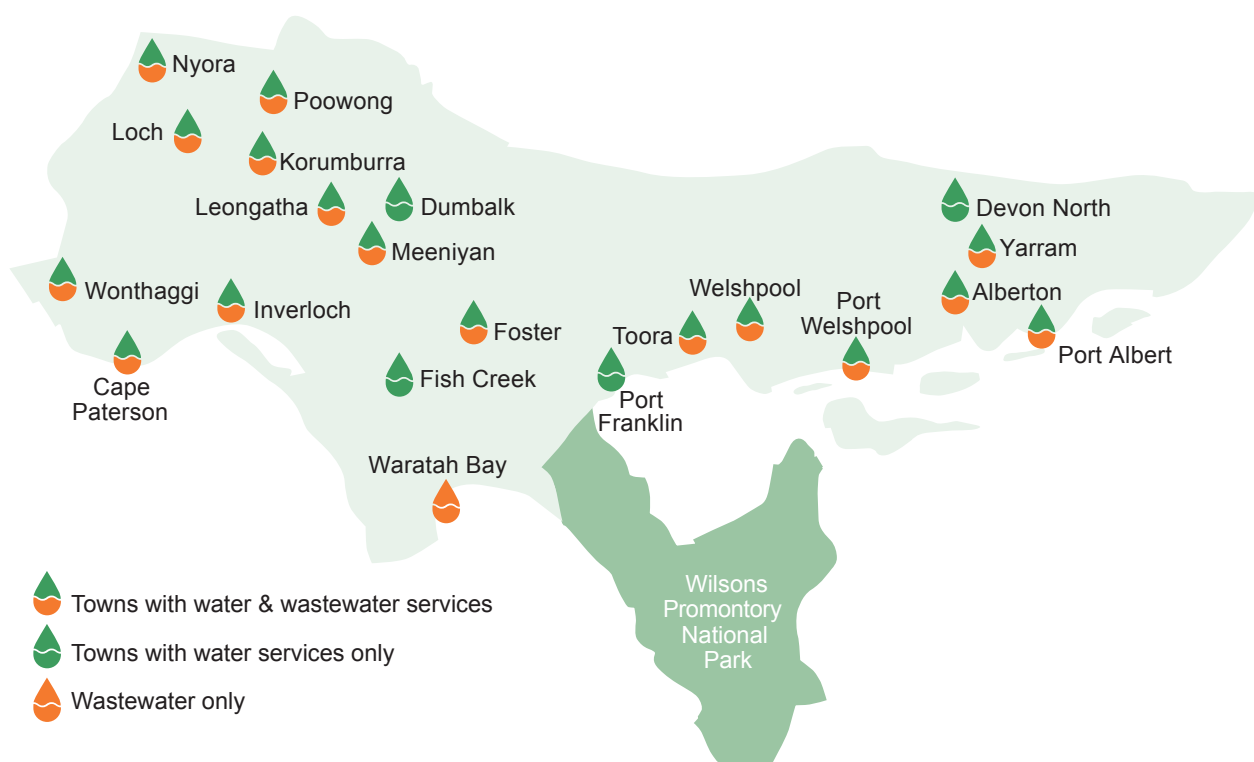 Nyora
Poowong
Loch
Korumburra
Leongatha
Dumbalk
Devon North
Meeniyan
Yarram
Wonthaggi
Inverloch
Welshpool
Port
Welshpool
Alberton
Foster
Toora
Port Albert
Cape
Paterson
Fish Creek
Port
Franklin
Waratah Bay
Wilsons
Promontory
National
Park
Towns with water & wastewater services
Towns with water services only
Wastewater only